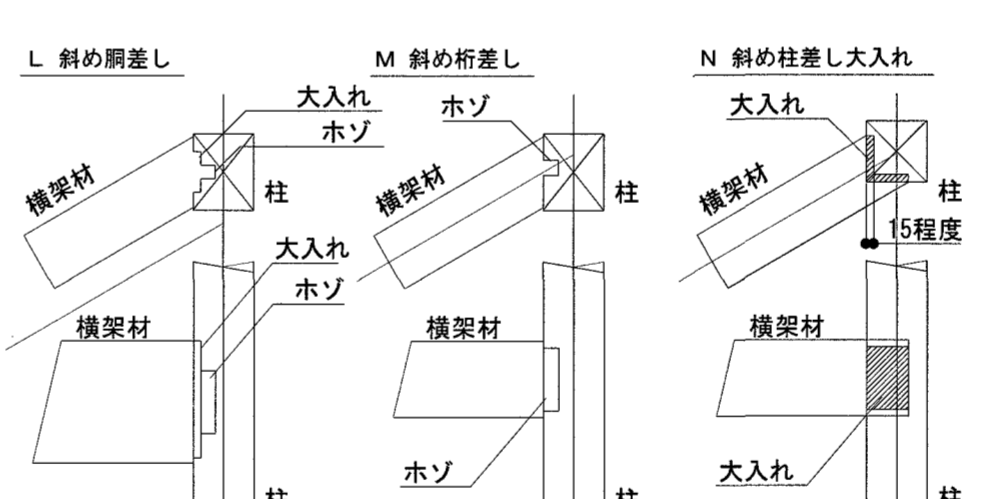 L 斜め胴差し
大入れ
ホゾ
横架材
柱
大入れ
ホゾ
横架材
柱
M 斜め桁差し
ホゾ
横架材
柱
横架材
ホゾ
柱
N 斜め柱差し大入れ
大入れ
横架材
柱
15程度
横架材
大入れ
柱